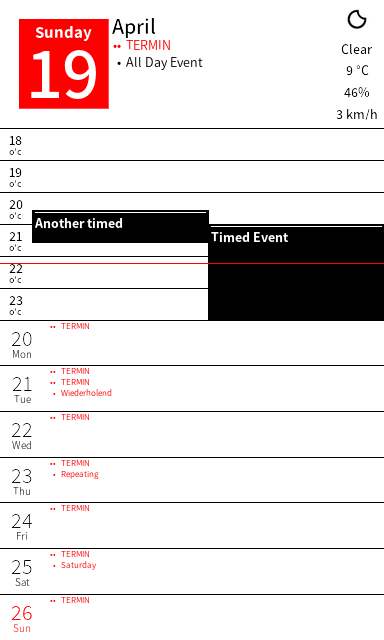 Sunday
19
April
•• TERMIN
• All Day Event
Clear
9 °C
46%
3 km/h
18
o'c
19
o'c
20
o'c
Another timed
21
o'c
Timed Event
22
o'c
23
o'c
20
Mon
•• TERMIN
21
Tue
•• TERMIN
•• TERMIN
• Wiederholend
22
Wed
•• TERMIN
23
Thu
•• TERMIN
• Repeating
24
Fri
•• TERMIN
25
Sat
•• TERMIN
• Saturday
26
Sun
•• TERMIN